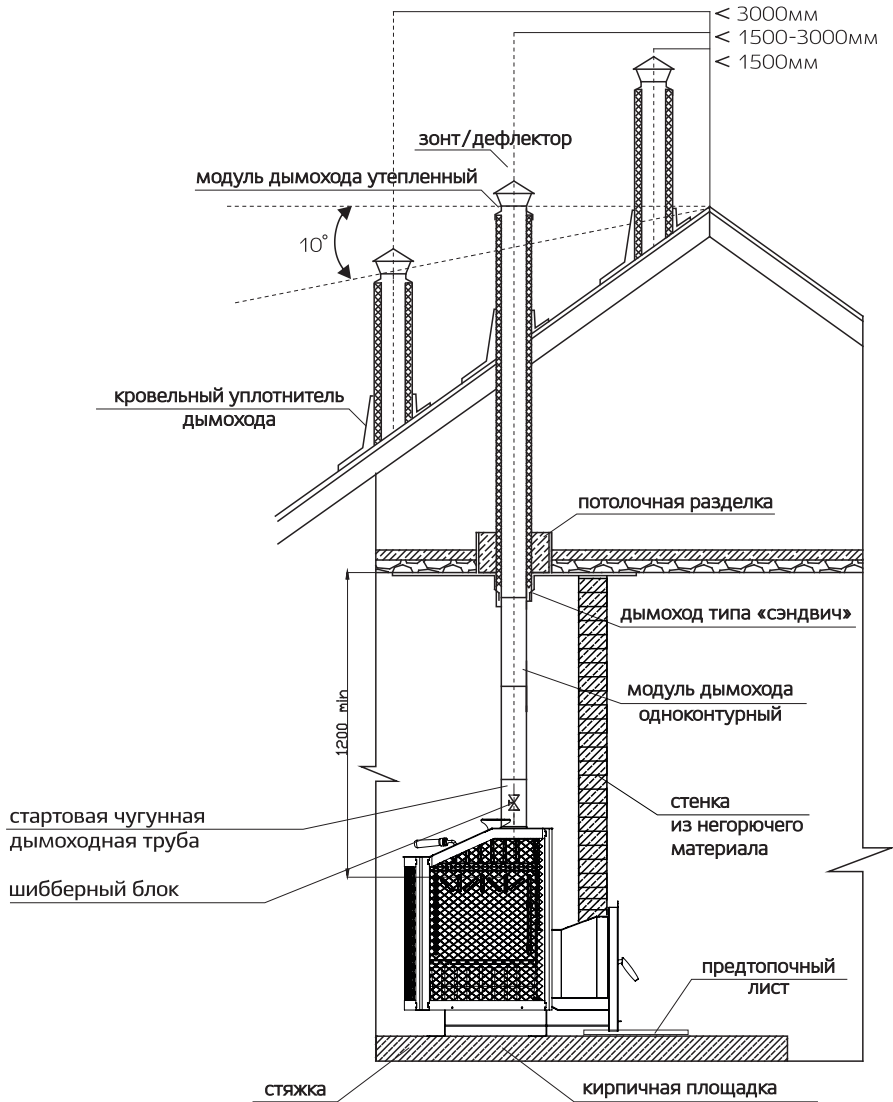 < 3000мм
< 1500-3000мм
< 1500мм
зонт/дефлектор
модуль дымохода утепленный
10°
кровельный уплотнитель
дымохода
потолочная разделка
дымоход типа «сэндвич»
модуль дымохода
одноконтурный
1200 min
стартовая чугунная
дымоходная труба
стенка
из негорючего
материала
шибберный блок
предтопочный
лист
стяжка
кирпичная площадка